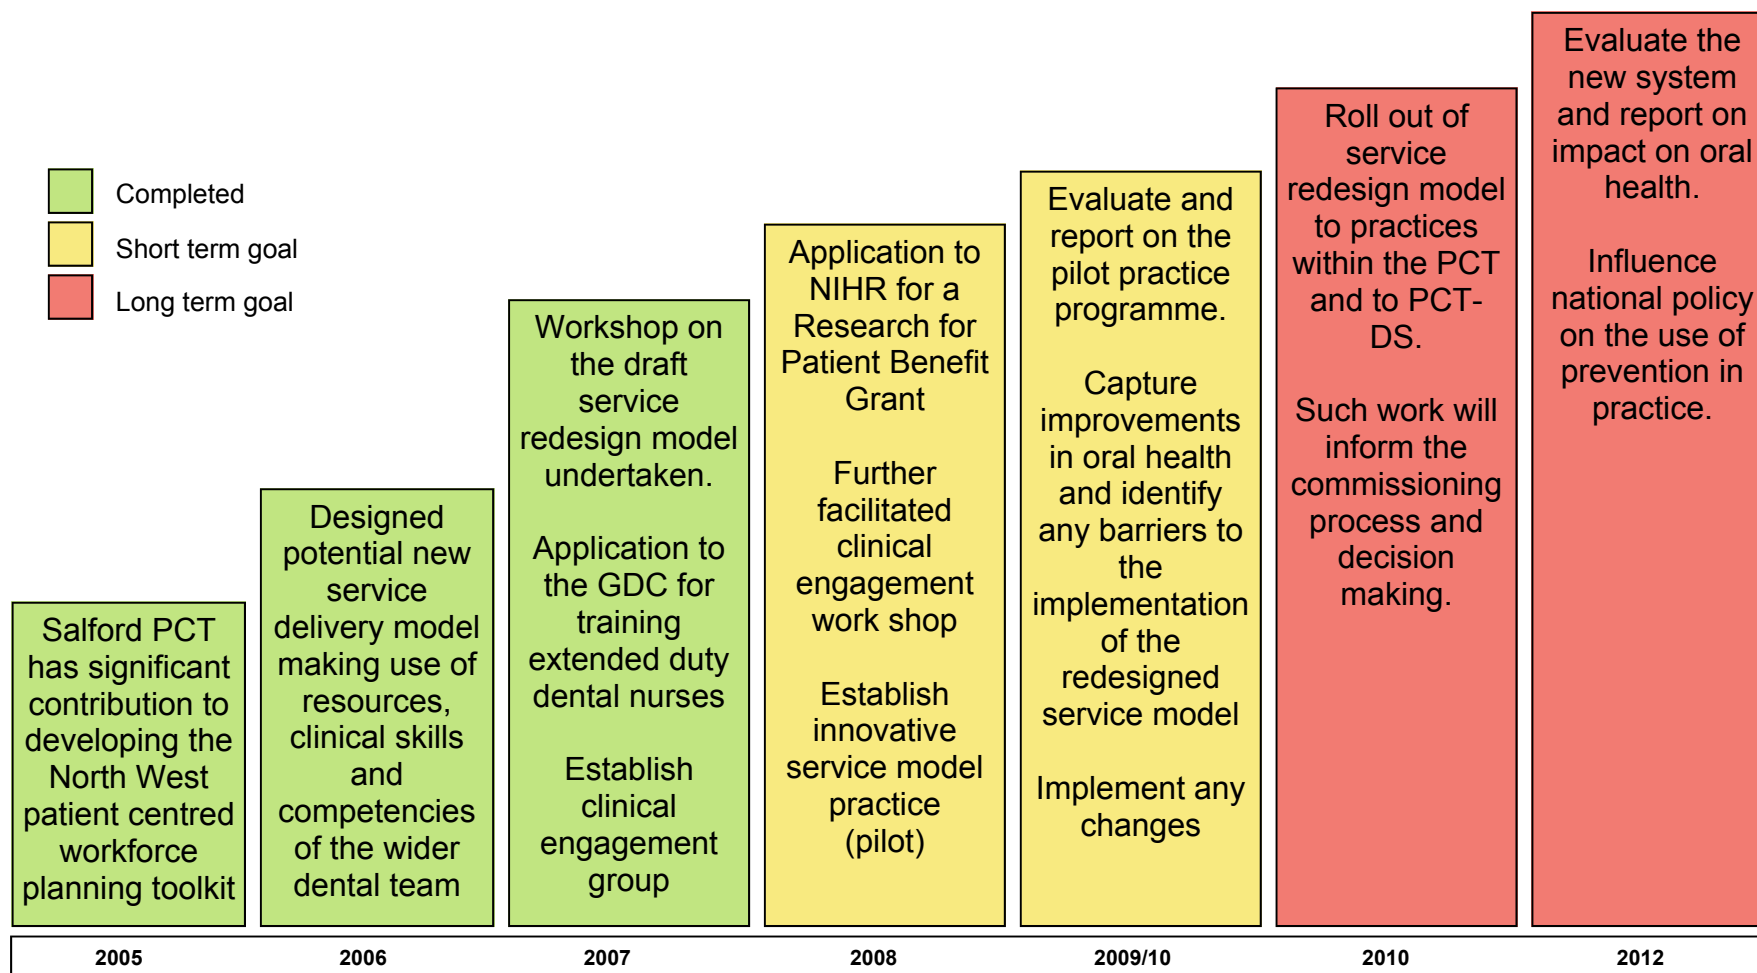 Completed
Short term goal
Long term goal
Salford PCT
has significant
contribution to
developing the
North West
patient centred
workforce
planning toolkit
Designed
potential new
service
delivery model
making use of
resources,
clinical skills
and
competencies
of the wider
dental team
Workshop on
the draft
service
redesign model
undertaken.
Application to
the GDC for
training
extended duty
dental nurses
Establish
clinical
engagement
group
Application to
NIHR for a
Research for
Patient Benefit
Grant
Further
facilitated
clinical
engagement
work shop
Establish
innovative
service model
practice
(pilot)
Evaluate and
report on the
pilot practice
programme.
Capture
improvements
in oral health
and identify
any barriers to
the
implementation
of the
redesigned
service model
Implement any
changes
Roll out of
service
redesign model
to practices
within the PCT
and to PCT-
DS.
Such work will
inform the
commissioning
process and
decision
making.
Evaluate the
new system
and report on
impact on oral
health.
Influence
national policy
on the use of
prevention in
practice.
2005
2006
2007
2008
2009/10
2010
2012